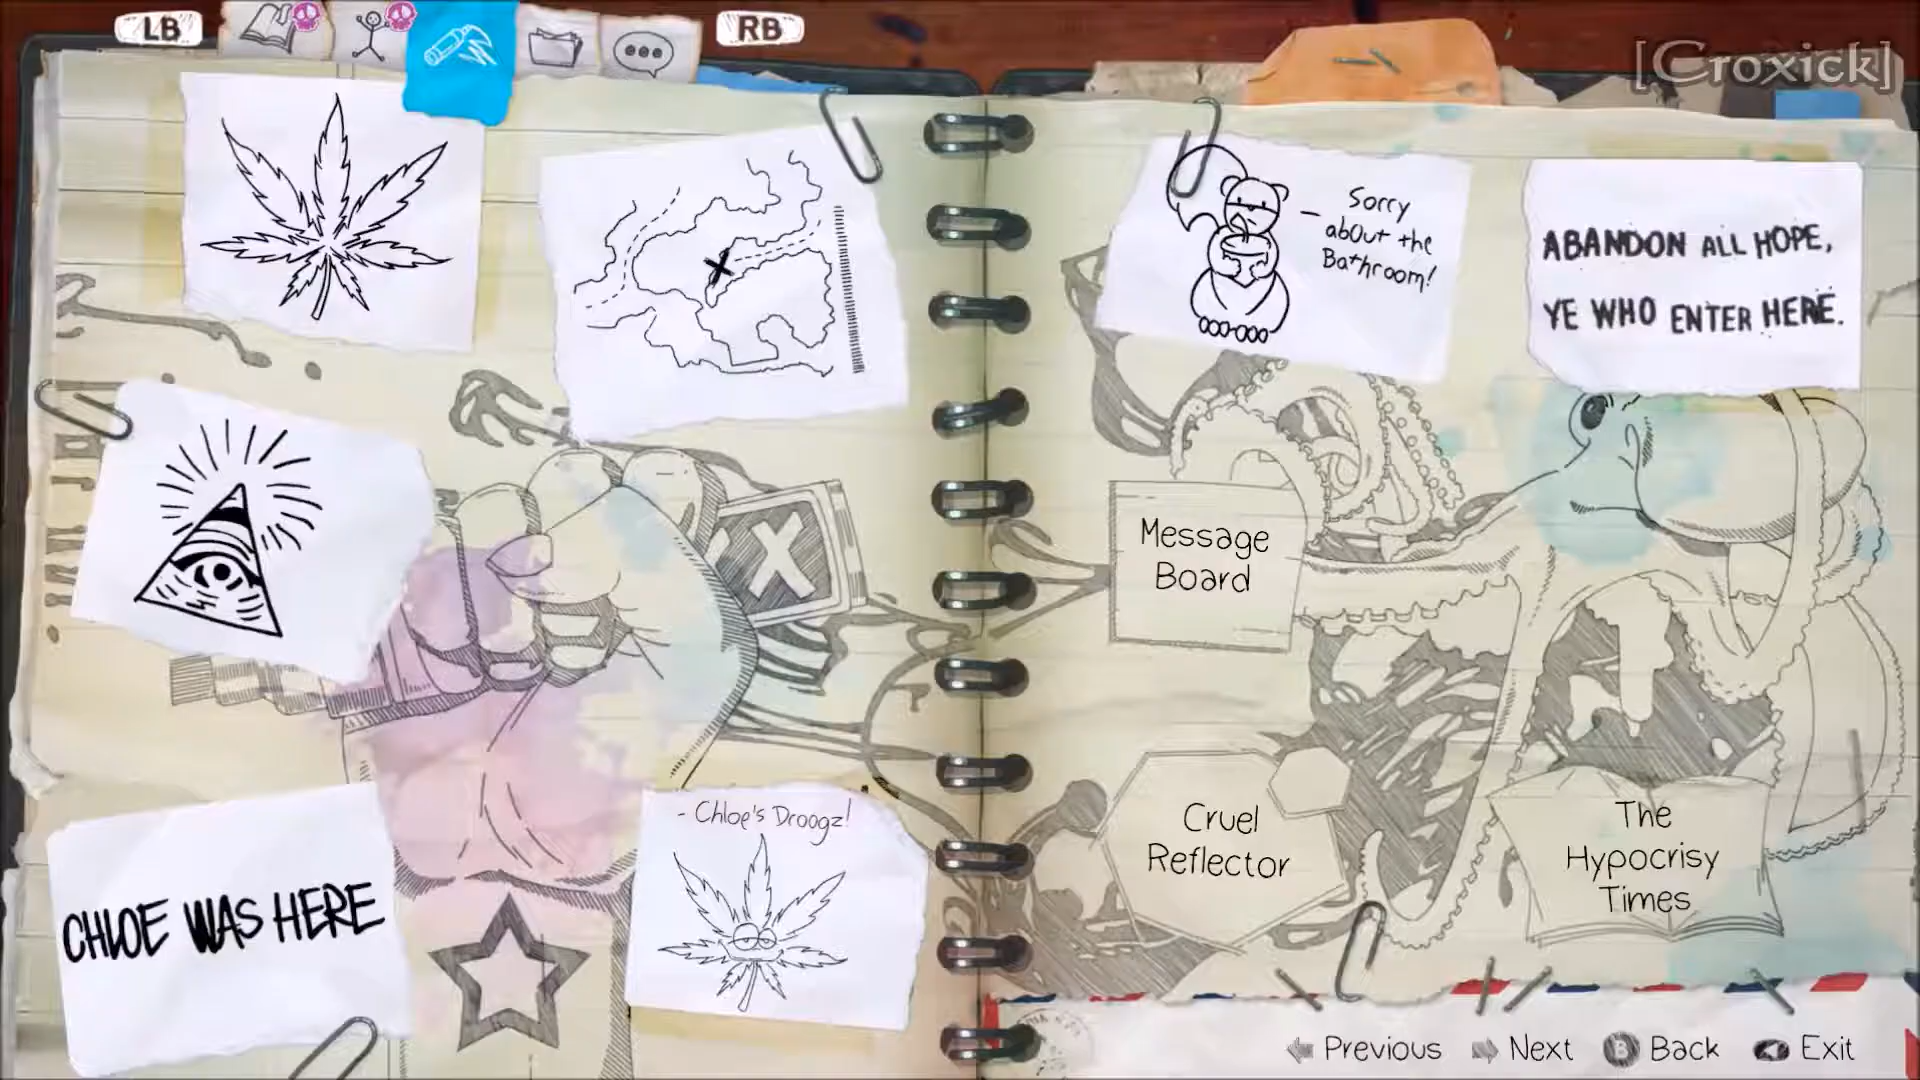 LB
RB
[Croxick]
Sorry
about the
Bathroom!
ABANDON ALL HOPE,
YE WHO ENTER HERE.
Message
Board
- Chloe's Droogz!
CHLOE WAS HERE
Cruel
Reflector
The
Hypocrisy
Times
Previous
Next
B Back
Exit